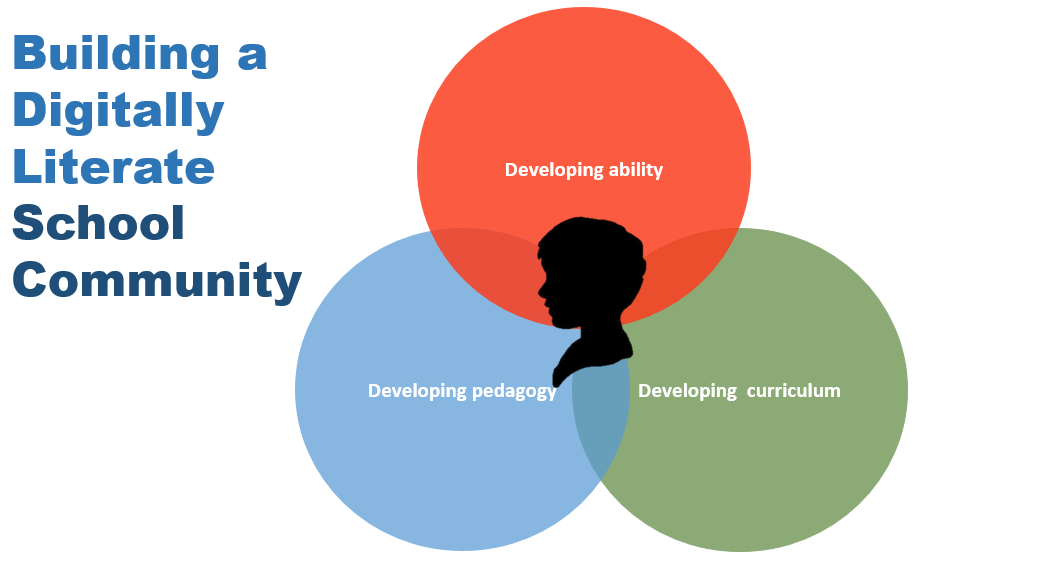 Building a
Digitally
Literate
School
Community
Developing ability
Developing pedagogy
Developing  curriculum